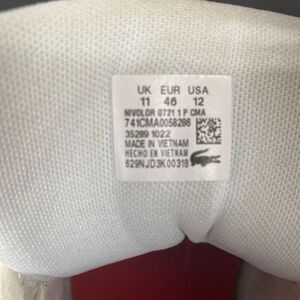 UK EUR USA
11 46 12
NIVOLOR 0721 1 P CMA
741CMA0058286
35289 1022
MADE IN VIETNAM
HECHO EN VIETNAM
629NJD3K00318